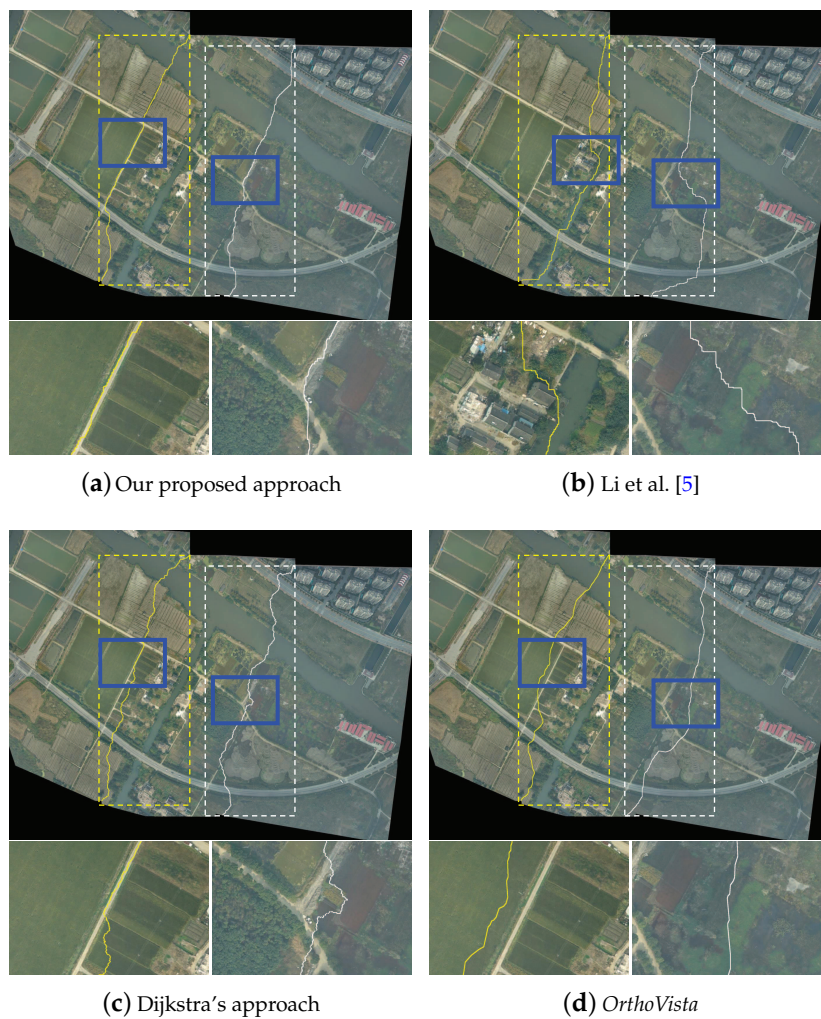 (a) Our proposed approach
(b) Li et al. [5]
(c) Dijkstra's approach
(d) OrthoVista